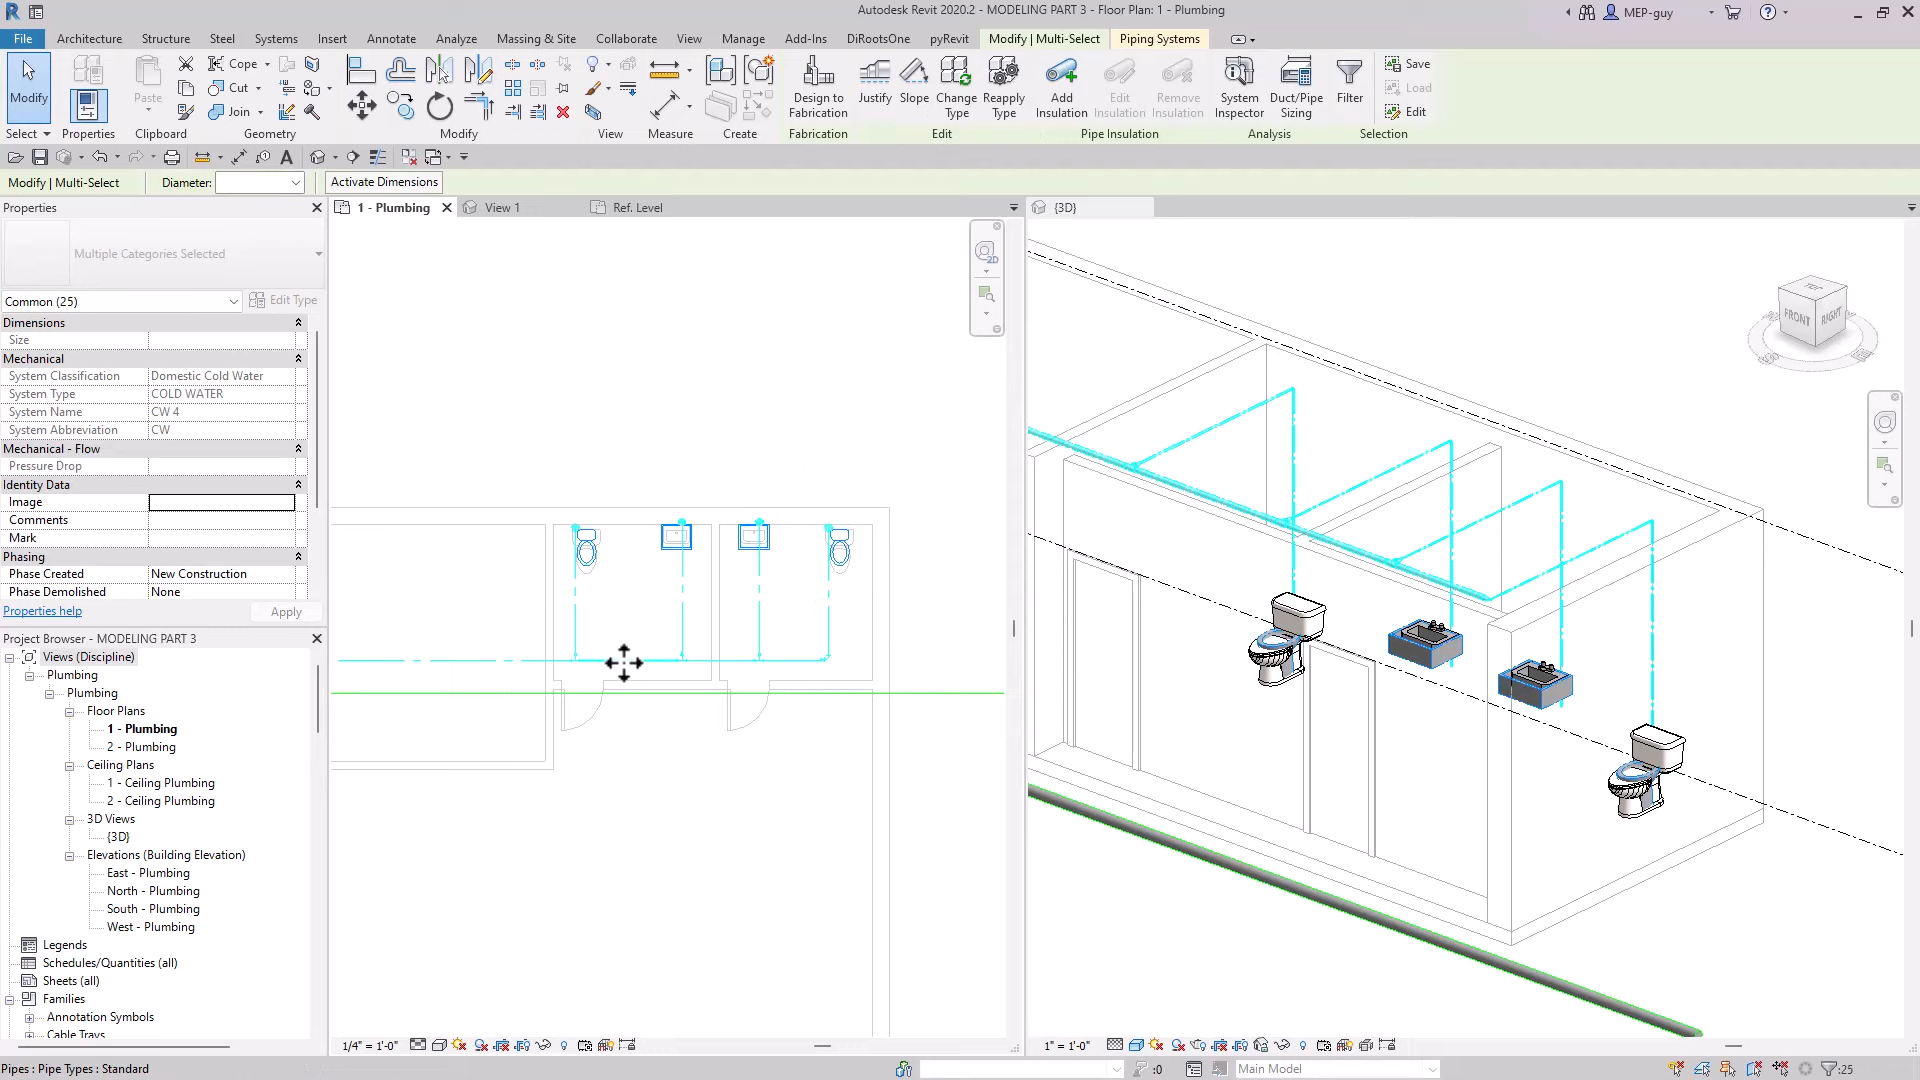 Autodesk Revit 2020.2 - MODELING PART 3 - Floor Plan: 1 - Plumbing
MEP-guy
File Architecture Structure Steel Systems Insert Annotate Analyze Massing & Site Collaborate View Manage Add-Ins DiRootsOne pyRevit Modify | Multi-Select Piping Systems
Modify
Select
Properties
Paste
Clipboard
Cope
Cut
Join
Geometry
Modify
View
Measure
Create
Design to Fabrication
Fabrication
Justify
Slope
Change Type
Reapply Type
Edit
Add Insulation
Edit Insulation
Remove Insulation
Pipe Insulation
System Inspector
Duct/Pipe Sizing
Analysis
Filter
Save
Load
Edit
Selection
Modify | Multi-Select Diameter: Activate Dimensions
Properties
Multiple Categories Selected
Common (25) Edit Type
Dimensions
Size
Mechanical
System Classification Domestic Cold Water
System Type COLD WATER
System Name CW 4
System Abbreviation CW
Mechanical - Flow
Pressure Drop
Identity Data
Image
Comments
Mark
Phasing
Phase Created New Construction
Phase Demolished None
Properties help Apply
Project Browser - MODELING PART 3
Views (Discipline)
Plumbing
Plumbing
Floor Plans
1 - Plumbing
2 - Plumbing
Ceiling Plans
1 - Ceiling Plumbing
2 - Ceiling Plumbing
3D Views
{3D}
Elevations (Building Elevation)
East - Plumbing
North - Plumbing
South - Plumbing
West - Plumbing
Legends
Schedules/Quantities (all)
Sheets (all)
Families
Annotation Symbols
Cable Trays
1 - Plumbing View 1 Ref. Level
2D
1/4" = 1'-0"
{3D}
TOP
FRONT
RIGHT
1" = 1'-0"
Pipes : Pipe Types : Standard
:0
Main Model
:25